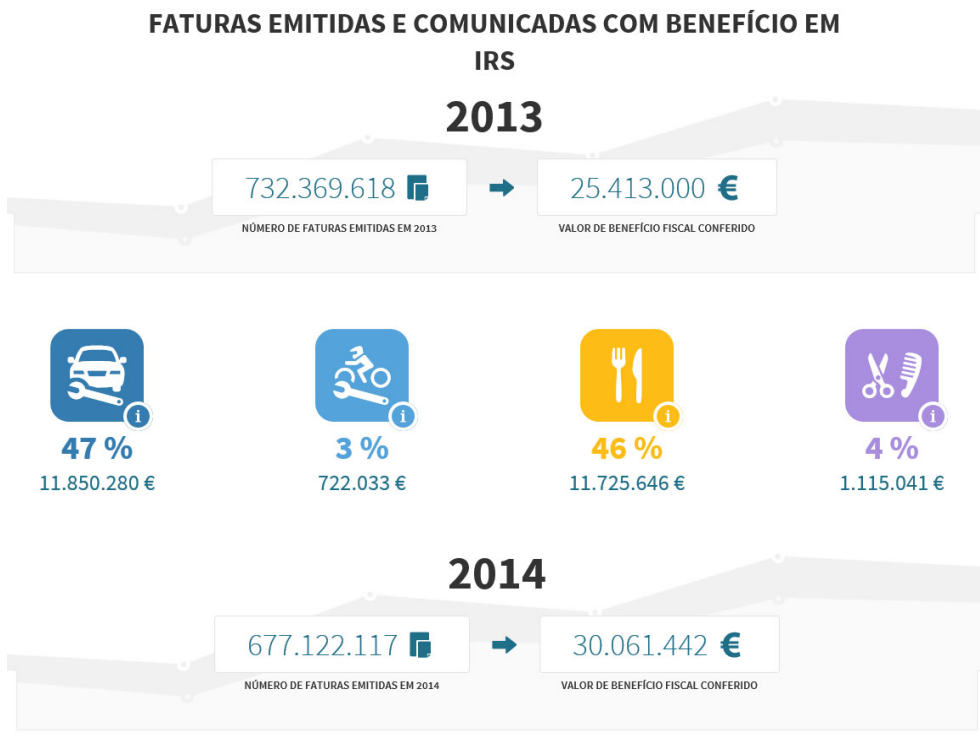 FATURAS EMITIDAS E COMUNICADAS COM BENEFÍCIO EM
IRS
2013
732.369.618
25.413.000 €
NÚMERO DE FATURAS EMITIDAS EM 2013
VALOR DE BENEFÍCIO FISCAL CONFERIDO
i
i
i
i
47 %
3 %
46 %
4 %
11.850.280 €
722.033 €
11.725.646 €
1.115.041 €
2014
677.122.117
30.061.442 €
NÚMERO DE FATURAS EMITIDAS EM 2014
VALOR DE BENEFÍCIO FISCAL CONFERIDO